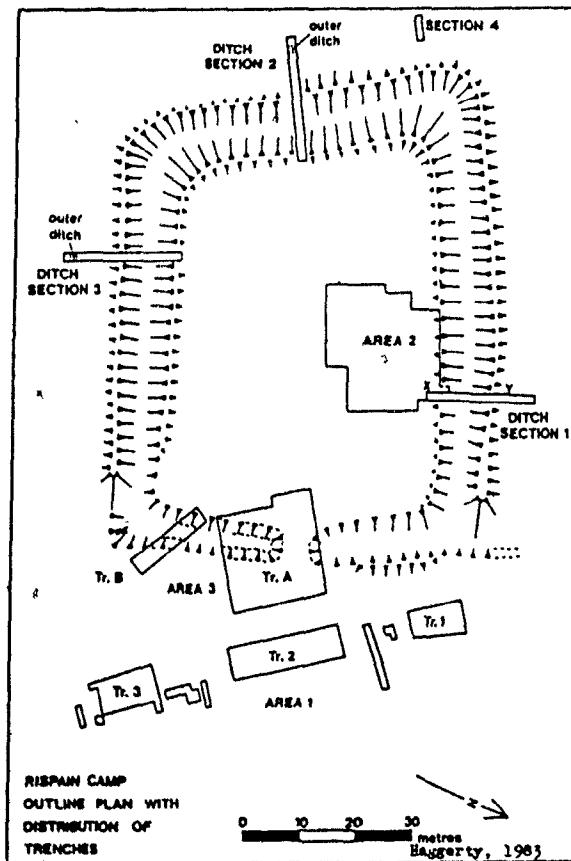 outer
ditch
SECTION 4
DITCH
SECTION 2
outer
ditch
DITCH
SECTION 3
AREA 2
X
Y
DITCH
SECTION 1
Tr. B
AREA 3
Tr. A
Tr. 1
Tr. 2
Tr. 3
AREA 1
RISPAIN CAMP
OUTLINE PLAN WITH
DISTRIBUTION OF
TRENCHES
N
0 10 20 30
metres
Haggerty, 1983